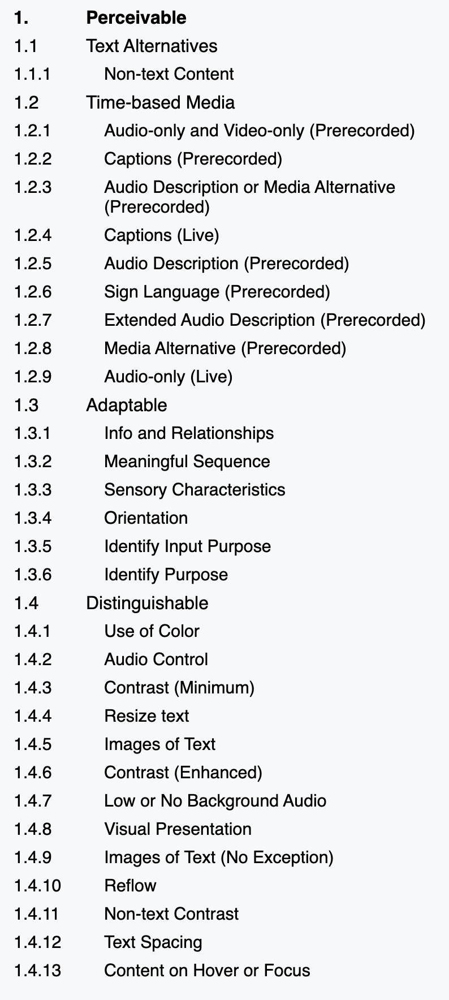 1. Perceivable
1.1 Text Alternatives
1.1.1 Non-text Content
1.2 Time-based Media
1.2.1 Audio-only and Video-only (Prerecorded)
1.2.2 Captions (Prerecorded)
1.2.3 Audio Description or Media Alternative
(Prerecorded)
1.2.4 Captions (Live)
1.2.5 Audio Description (Prerecorded)
1.2.6 Sign Language (Prerecorded)
1.2.7 Extended Audio Description (Prerecorded)
1.2.8 Media Alternative (Prerecorded)
1.2.9 Audio-only (Live)
1.3 Adaptable
1.3.1 Info and Relationships
1.3.2 Meaningful Sequence
1.3.3 Sensory Characteristics
1.3.4 Orientation
1.3.5 Identify Input Purpose
1.3.6 Identify Purpose
1.4 Distinguishable
1.4.1 Use of Color
1.4.2 Audio Control
1.4.3 Contrast (Minimum)
1.4.4 Resize text
1.4.5 Images of Text
1.4.6 Contrast (Enhanced)
1.4.7 Low or No Background Audio
1.4.8 Visual Presentation
1.4.9 Images of Text (No Exception)
1.4.10 Reflow
1.4.11 Non-text Contrast
1.4.12 Text Spacing
1.4.13 Content on Hover or Focus